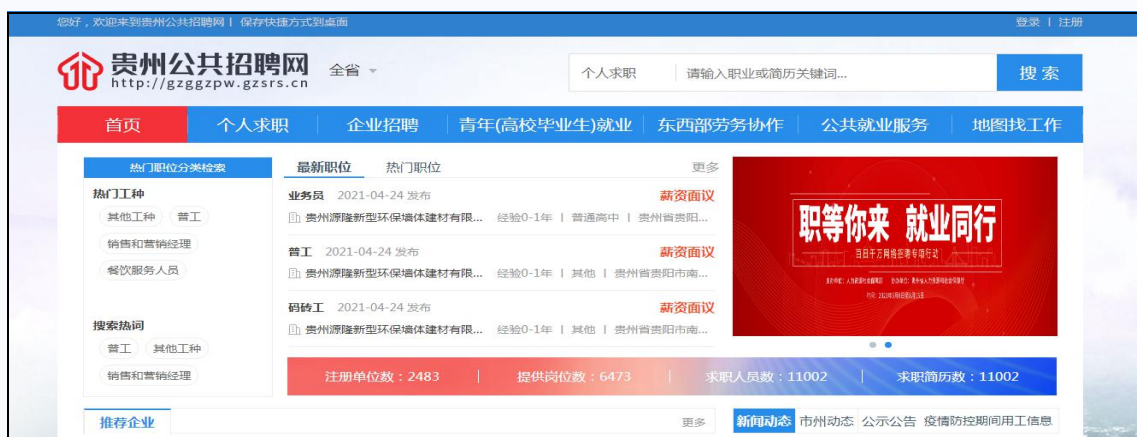 您好，欢迎来到贵州公共招聘网 | 保存快捷方式到桌面
登录 | 注册
贵州公共招聘网
http://gzggzpw.gzsrs.cn
全省
个人求职 请输入职业或简历关键词... 搜 索
首页 个人求职 企业招聘 青年(高校毕业生)就业 东西部劳务协作 公共就业服务 地图找工作
热门职位分类检索
热门工种
其他工种 普工
销售和营销经理
餐饮服务人员
搜索热词
普工 其他工种
销售和营销经理
最新职位 热门职位 更多
业务员 2021-04-24 发布 薪资面议
贵州源隆新型环保墙体建材有限... 经验0-1年 | 普通高中 | 贵州省贵阳...
普工 2021-04-24 发布 薪资面议
贵州源隆新型环保墙体建材有限... 经验0-1年 | 其他 | 贵州省贵阳市南...
码砖工 2021-04-24 发布 薪资面议
贵州源隆新型环保墙体建材有限... 经验0-1年 | 其他 | 贵州省贵阳市南...
职等你来 就业同行
百日千万网络招聘专项行动
注册单位数：2483 | 提供岗位数：6473 | 求职人员数：11002 | 求职简历数：11002
推荐企业 更多
新闻动态 市州动态 公示公告 疫情防控期间用工信息